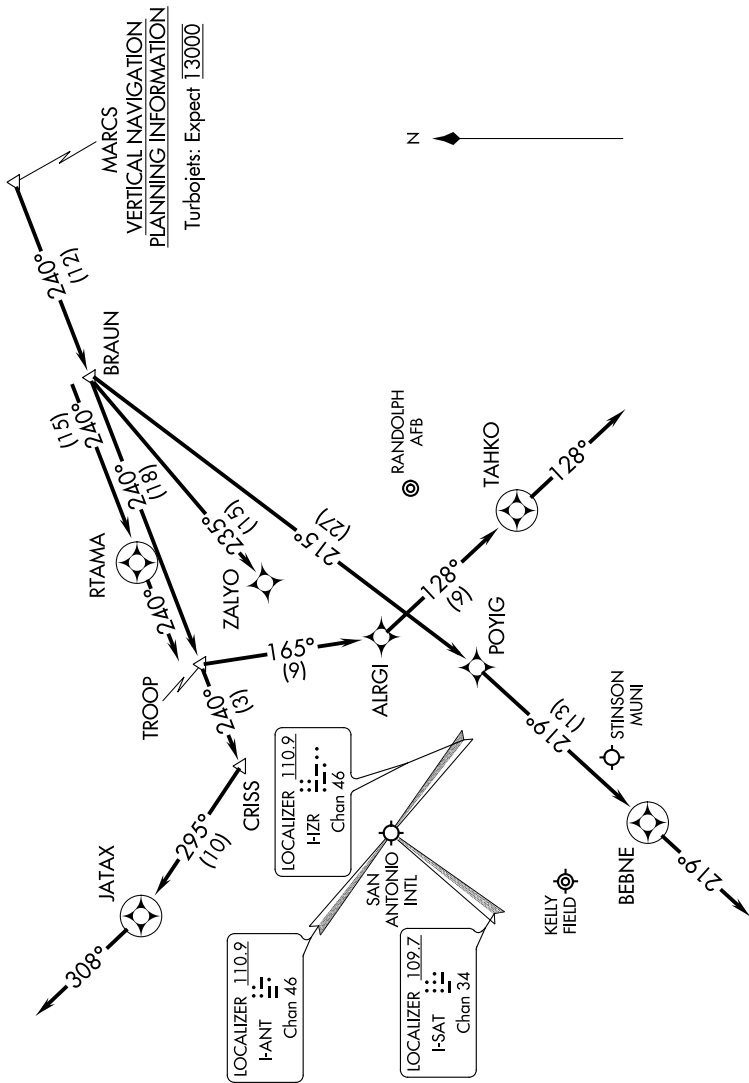 MARCS
VERTICAL NAVIGATION
PLANNING INFORMATION
Turbojets: Expect 13000
N
240°
(12)
BRAUN
(15)
240°
240°
(18)
235°
(15)
215°
(27)
RTAMA
240°
ZALYO
TROOP
240°
(3)
165°
(9)
ALRGI
128°
(9)
TAHKO
128°
RANDOLPH
AFB
POYIG
219°
(13)
STINSON
MUNI
BEBNE
219°
KELLY
FIELD
CRISS
295°
(10)
JATAX
308°
LOCALIZER 110.9
I-IZR
Chan 46
SAN
ANTONIO
INTL
LOCALIZER 110.9
I-ANT
Chan 46
LOCALIZER 109.7
I-SAT
Chan 34